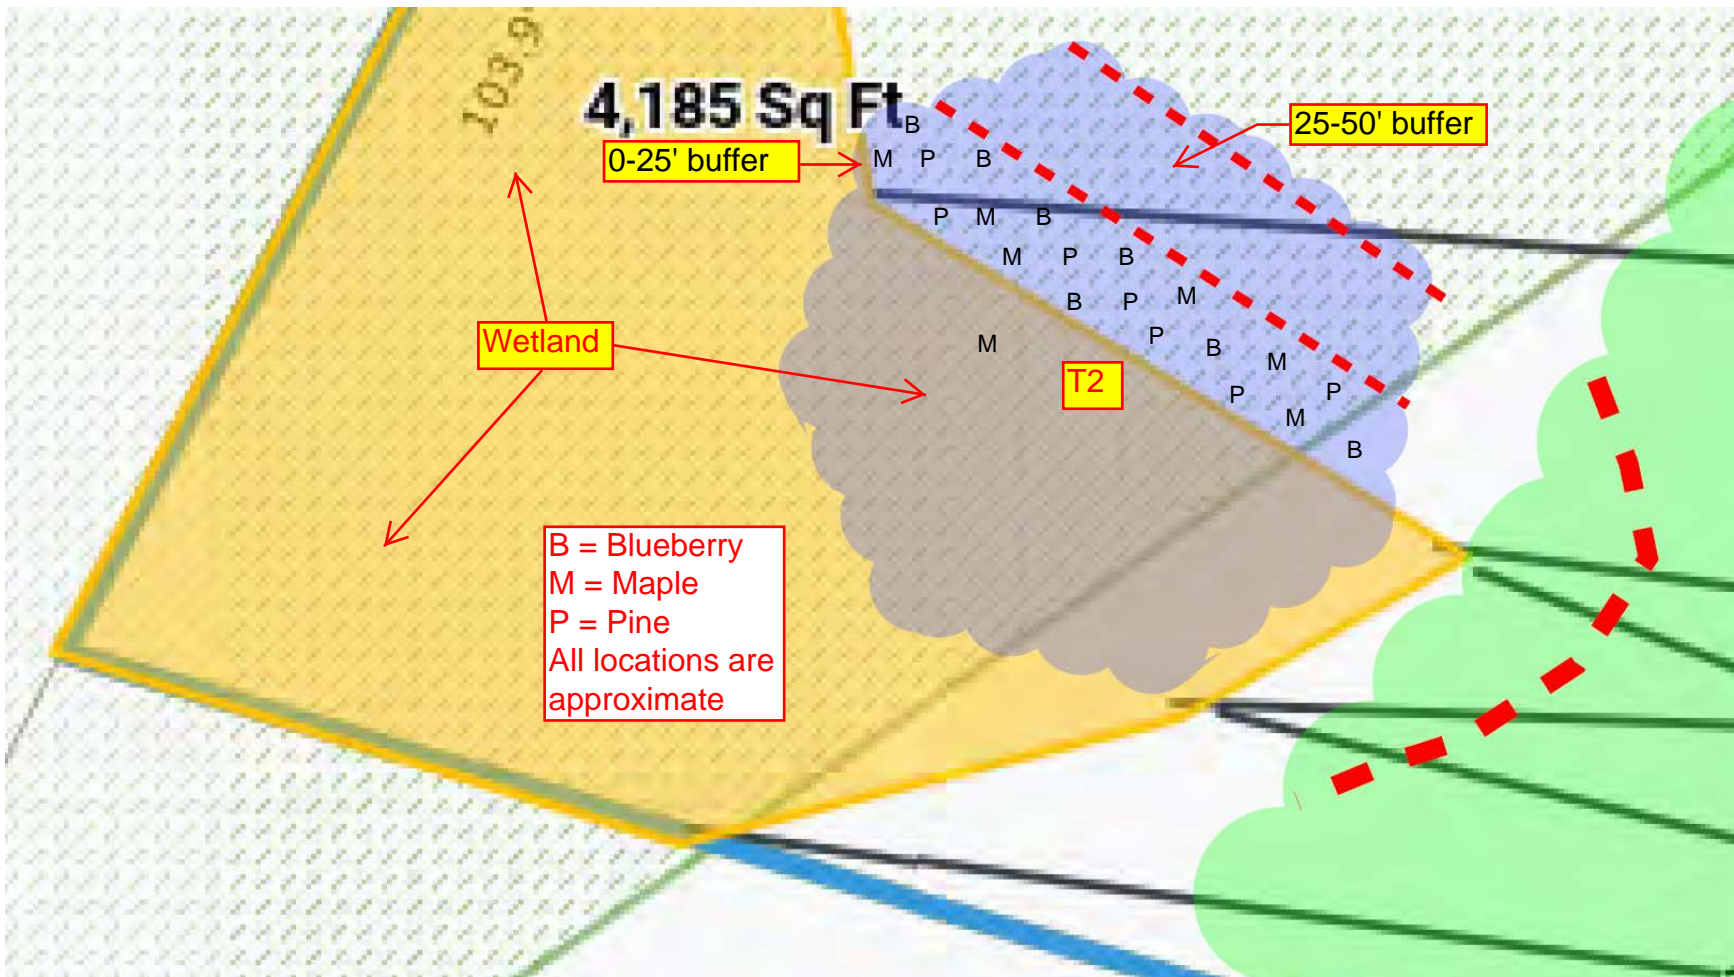 103.9
4,185 Sq Ft
25-50' buffer
0-25' buffer
B
M P B
P M B
M P B
B P M
M
P B M
T2
P M P
B
Wetland
B = Blueberry
M = Maple
P = Pine
All locations are
approximate